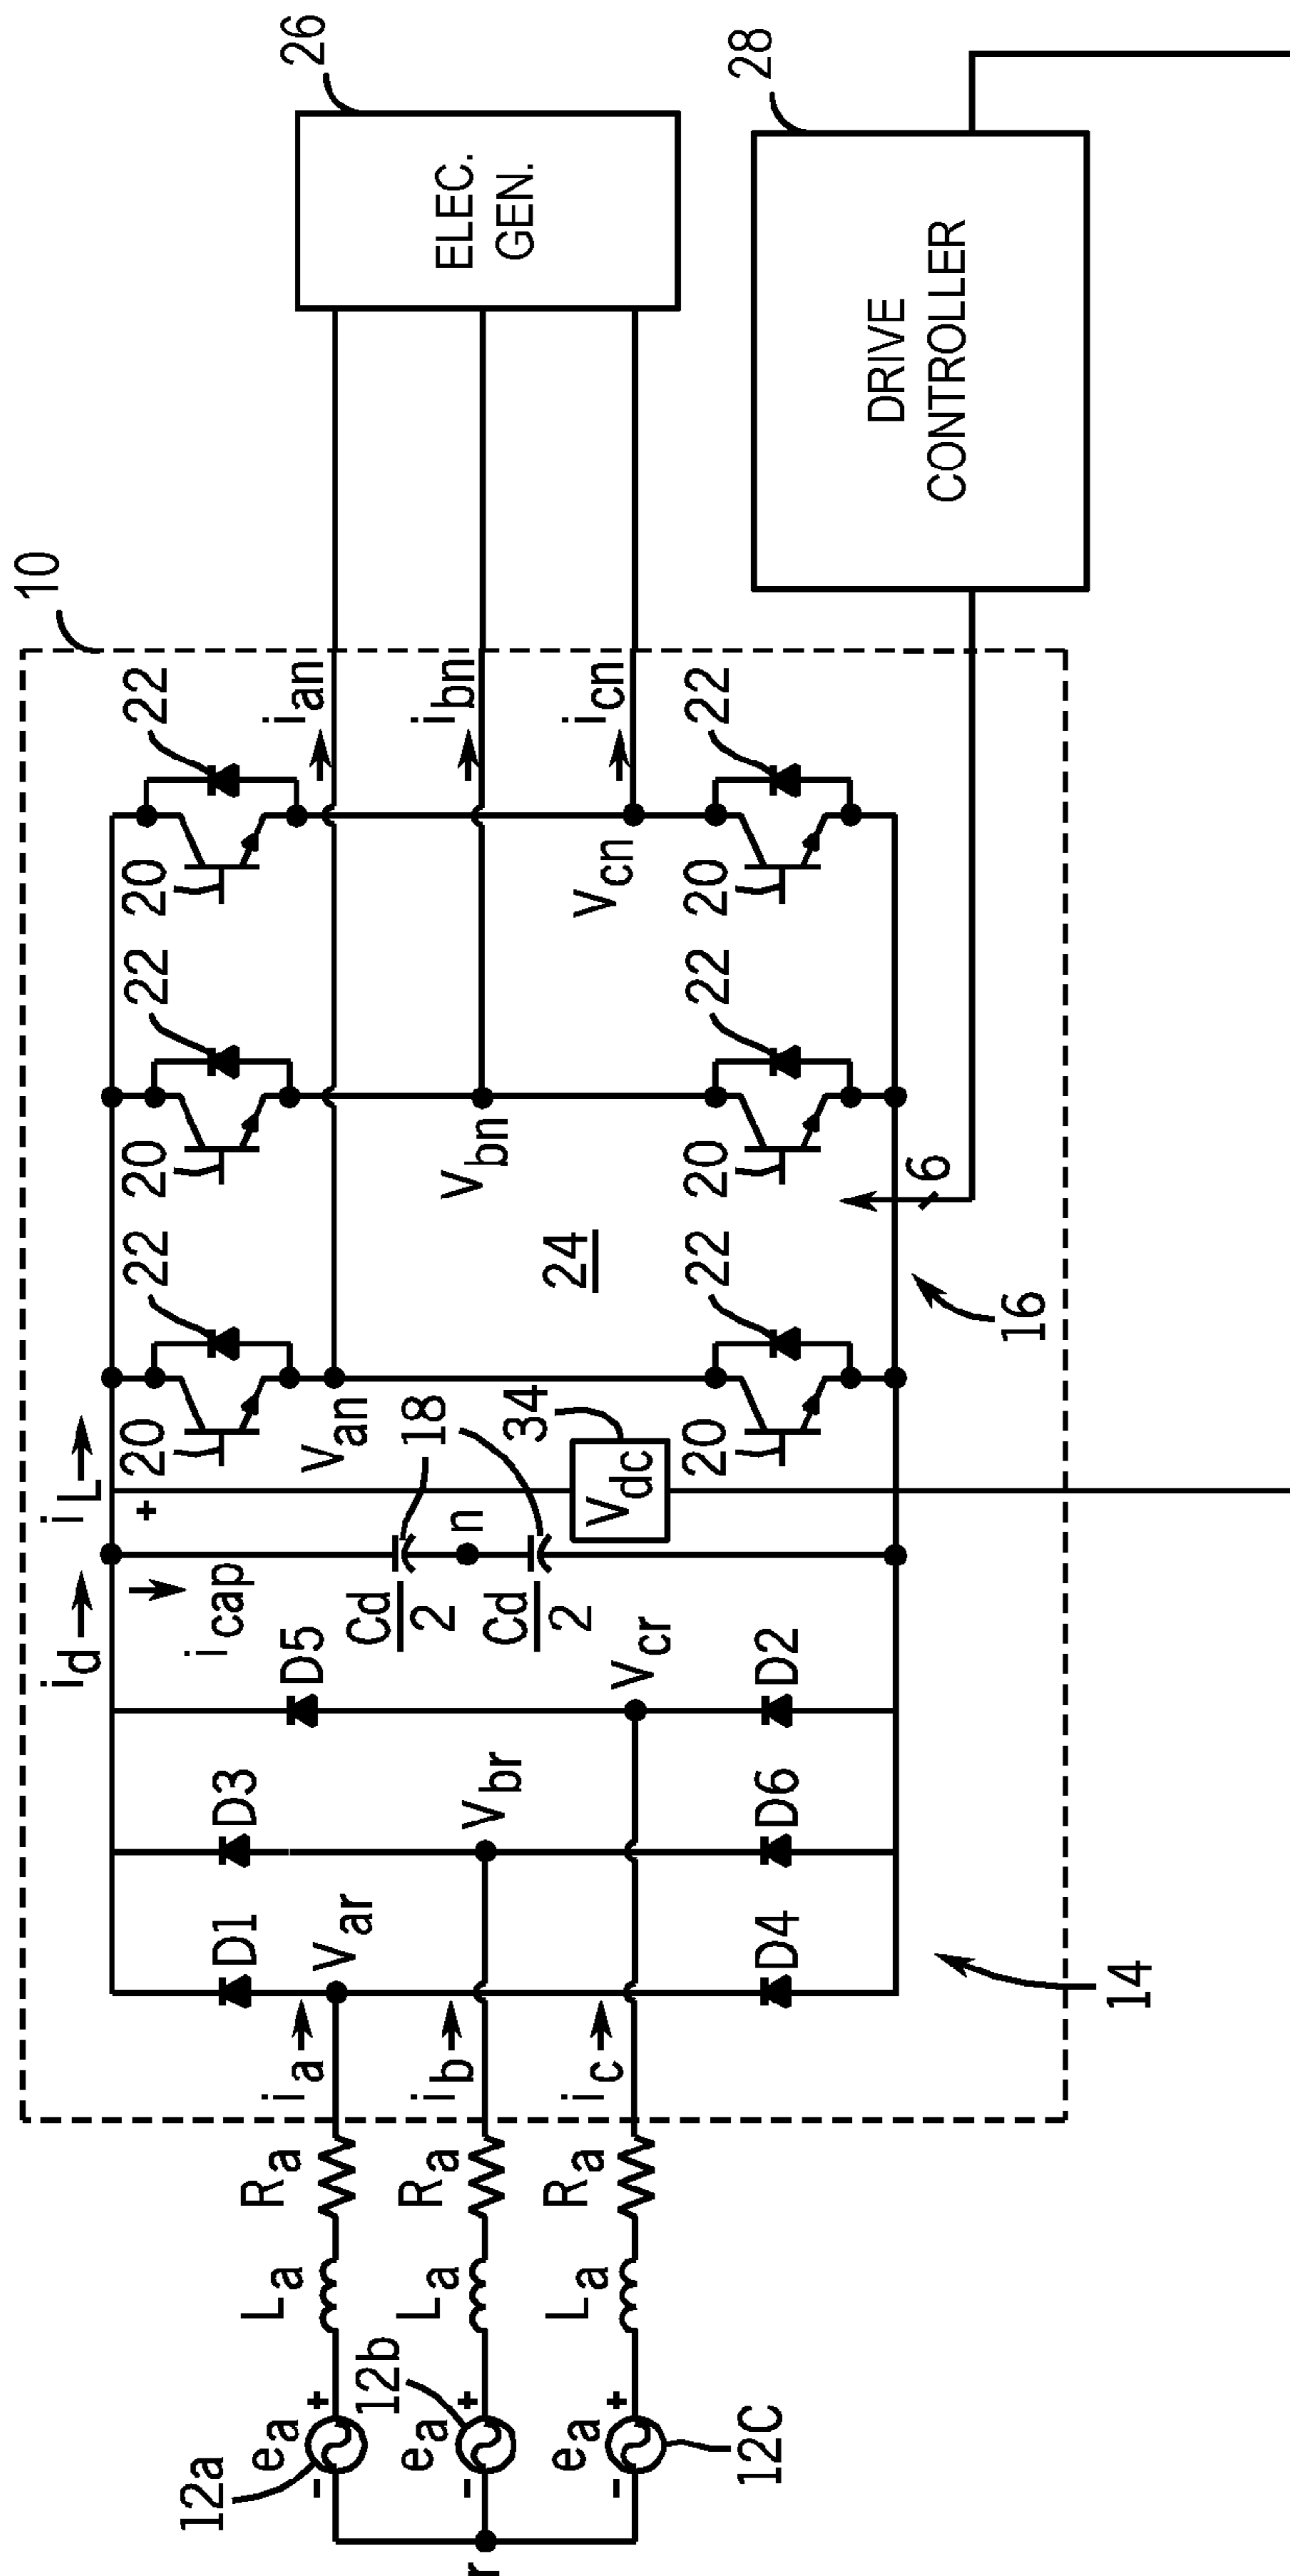 10
26
ELEC.
GEN.
28
DRIVE
CONTROLLER
i_d
i_L
+
i_cap
20
22
20
22
20
22
i_an
i_bn
i_cn
V_an
V_bn
V_cn
24
18
n
Cd
2
Cd
2
34
V_dc
20
22
20
22
20
22
6
16
D1
D3
D5
V_ar
V_br
V_cr
D4
D6
D2
14
i_a
i_b
i_c
R_a
R_a
R_a
L_a
L_a
L_a
12a
e_a
-
+
12b
e_a
-
+
12C
e_a
-
+
r